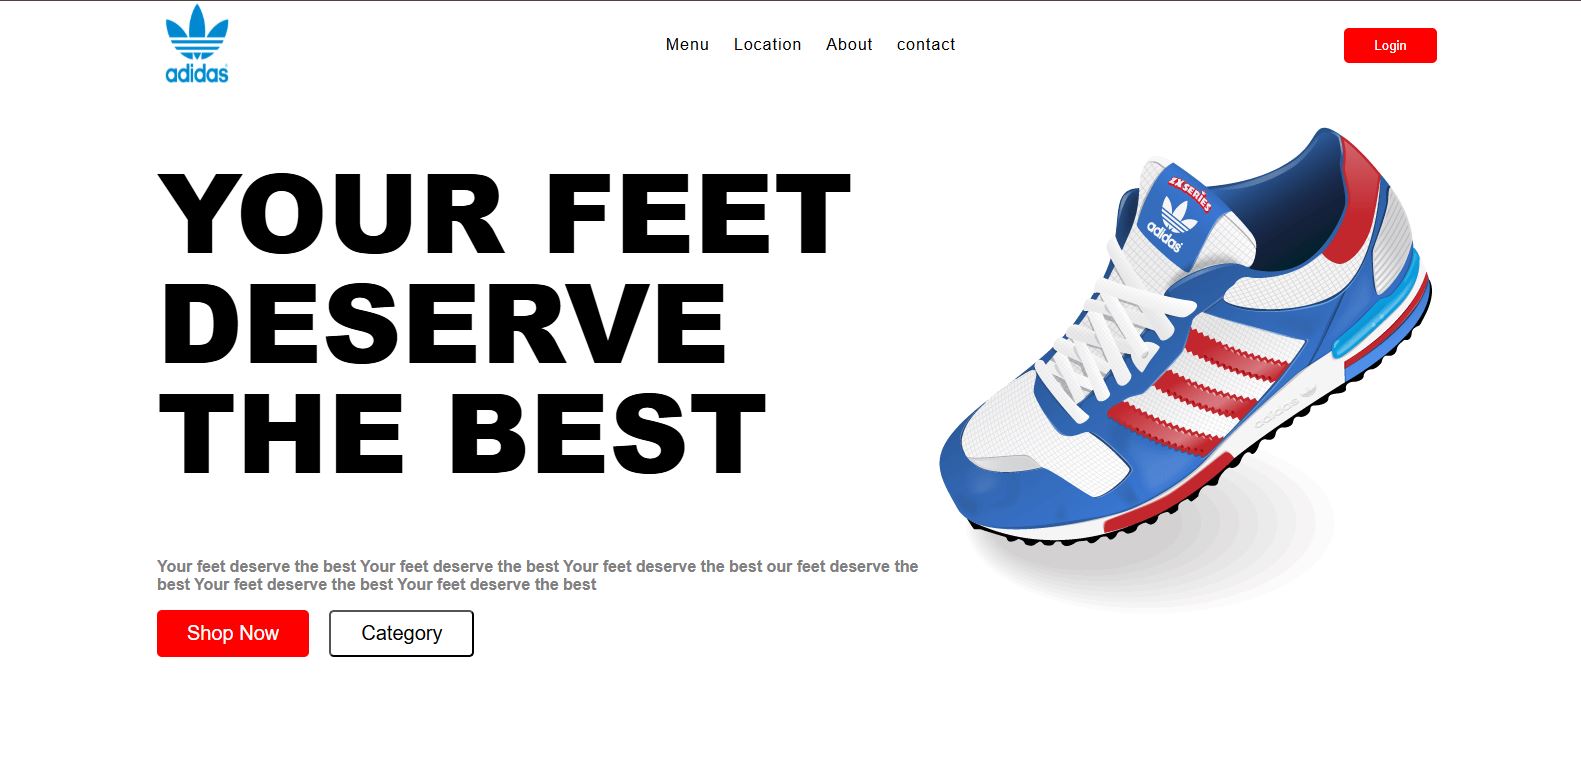 adidas
Menu Location About contact
Login
YOUR FEET
DESERVE
THE BEST
ZX SERIES
adidas
adidas
Your feet deserve the best Your feet deserve the best Your feet deserve the best our feet deserve the
best Your feet deserve the best Your feet deserve the best
Shop Now
Category